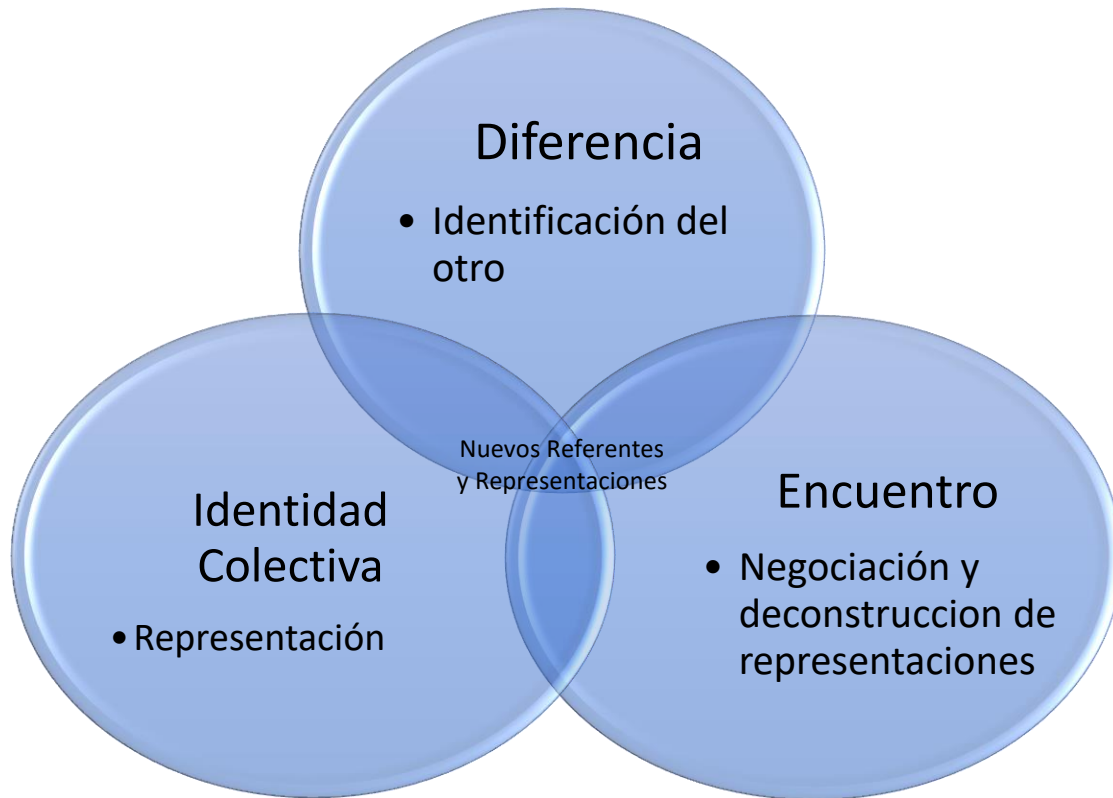 Diferencia
• Identificación del
otro
Nuevos Referentes
y Representaciones
Identidad
Colectiva
• Representación
Encuentro
• Negociación y
deconstruccion de
representaciones